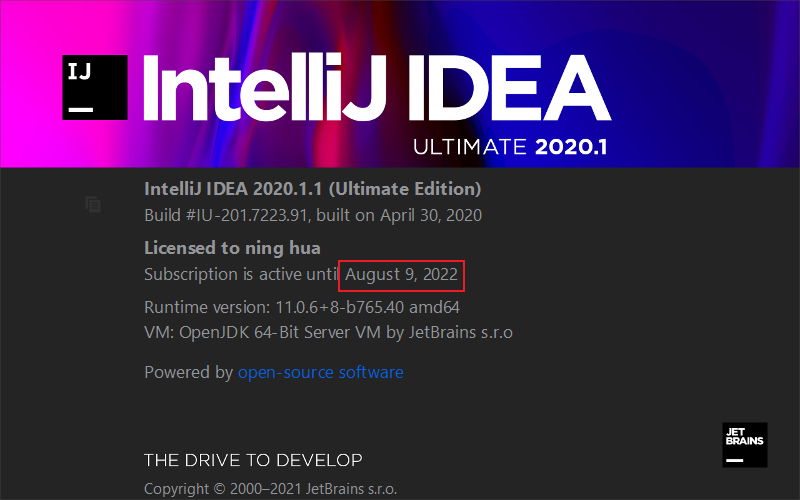 IJ
IntelliJ IDEA
ULTIMATE 2020.1
IntelliJ IDEA 2020.1.1 (Ultimate Edition)
Build #IU-201.7223.91, built on April 30, 2020
Licensed to ning hua
Subscription is active until August 9, 2022
Runtime version: 11.0.6+8-b765.40 amd64
VM: OpenJDK 64-Bit Server VM by JetBrains s.r.o
Powered by open-source software
JET
BRAINS
THE DRIVE TO DEVELOP
Copyright © 2000–2021 JetBrains s.r.o.